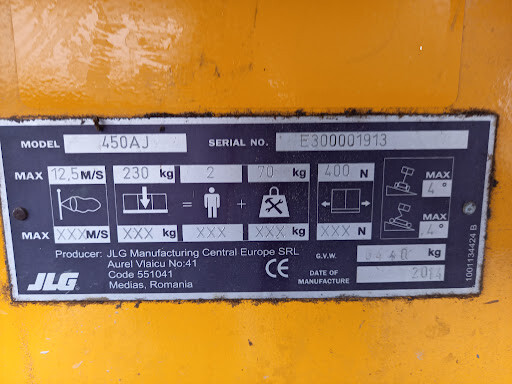 MODEL 450AJ SERIAL NO. E300001913
MAX 12,5 M/S 230 kg 2 70 kg 400 N MAX 4°
= +
MAX XXX M/S XXX kg XXX XXX kg XXX N MAX 4°
Producer: JLG Manufacturing Central Europe SRL
Aurel Vlaicu No:41
Code 551041
Medias, Romania
JLG
CE
G.V.W. kg
DATE OF
MANUFACTURE
1001134424 B